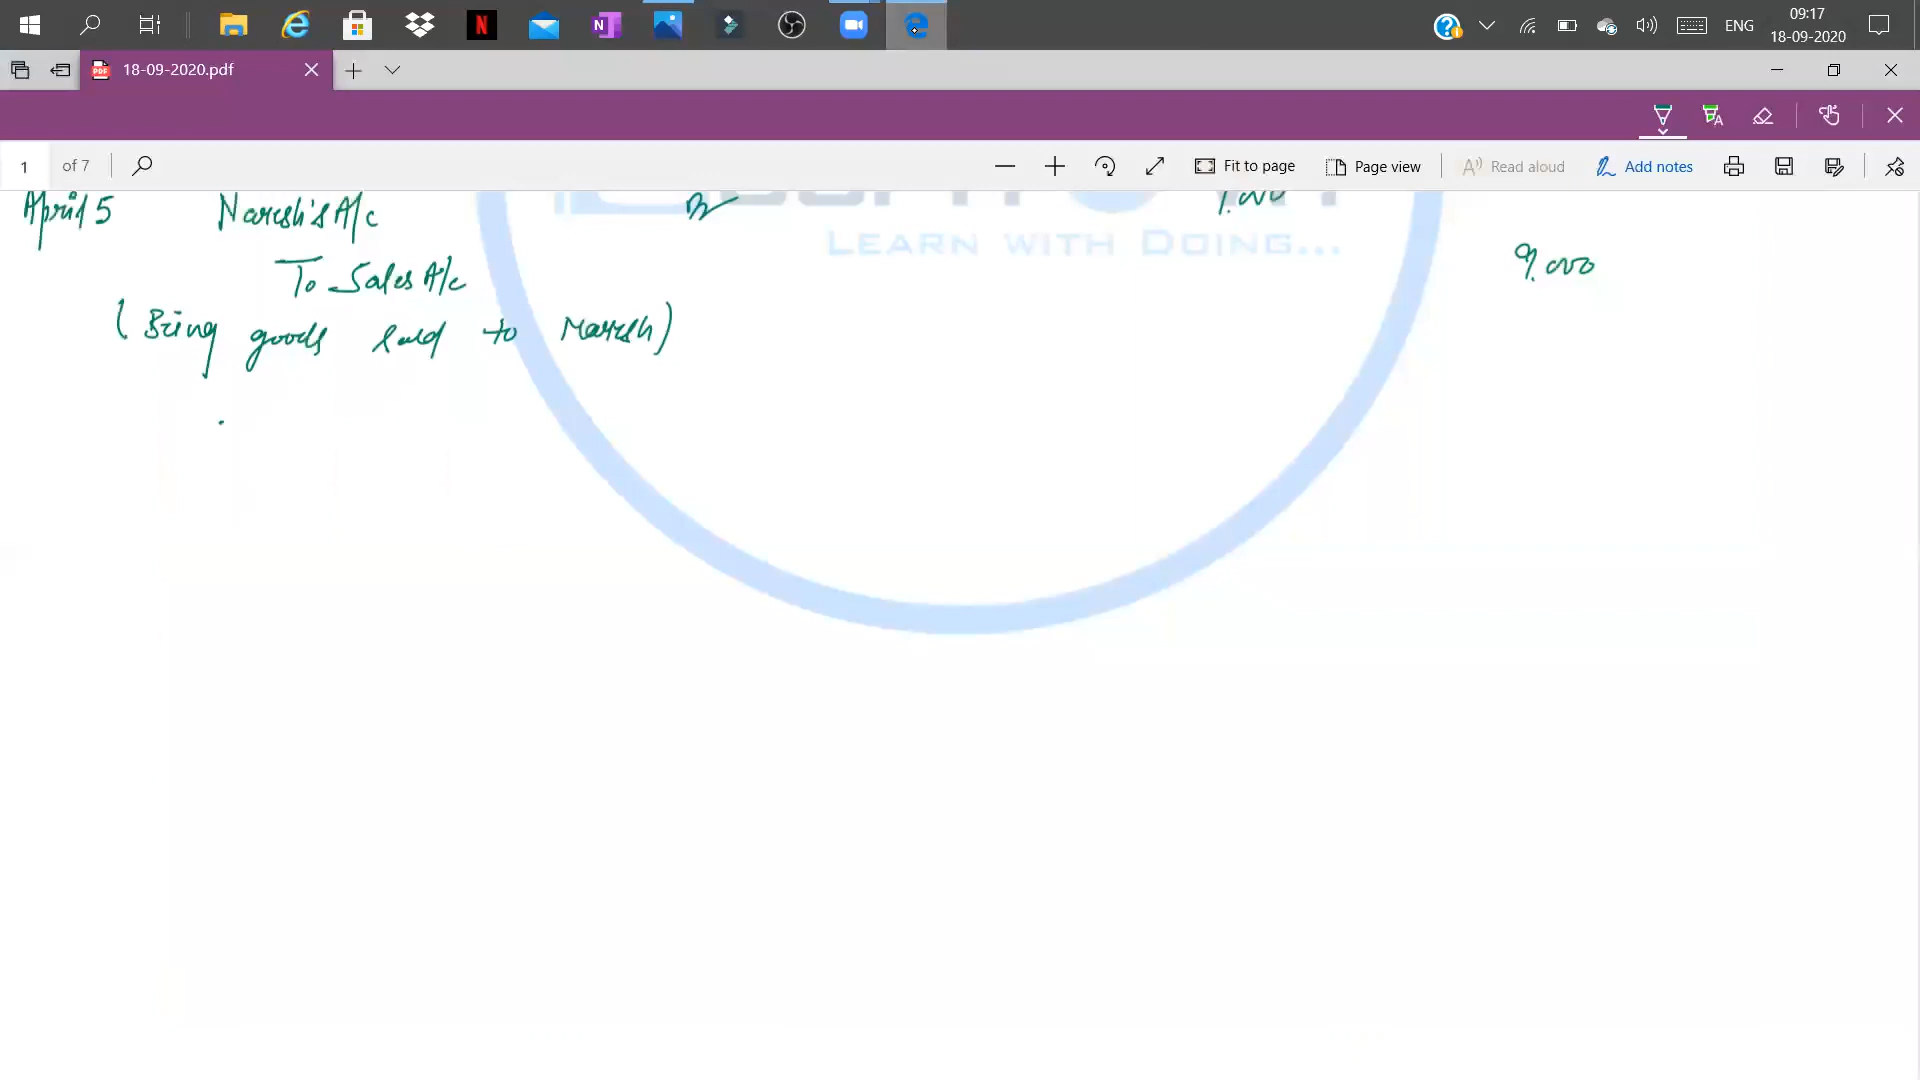 09:17
ENG
18-09-2020
18-09-2020.pdf
1 of 7
Fit to page
Page view
Read aloud
Add notes
April 5 Naresh's A/c Dr
LEARN WITH DOING...
To Sales A/c 9.000
(Being goods sold to Naresh)